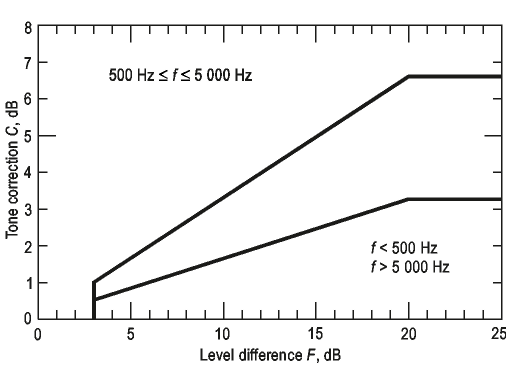 8
7
6
5
4
3
2
1
0
Tone correction C, dB
500 Hz ≤ f ≤ 5 000 Hz
f < 500 Hz
f > 5 000 Hz
0 5 10 15 20 25
Level difference F, dB